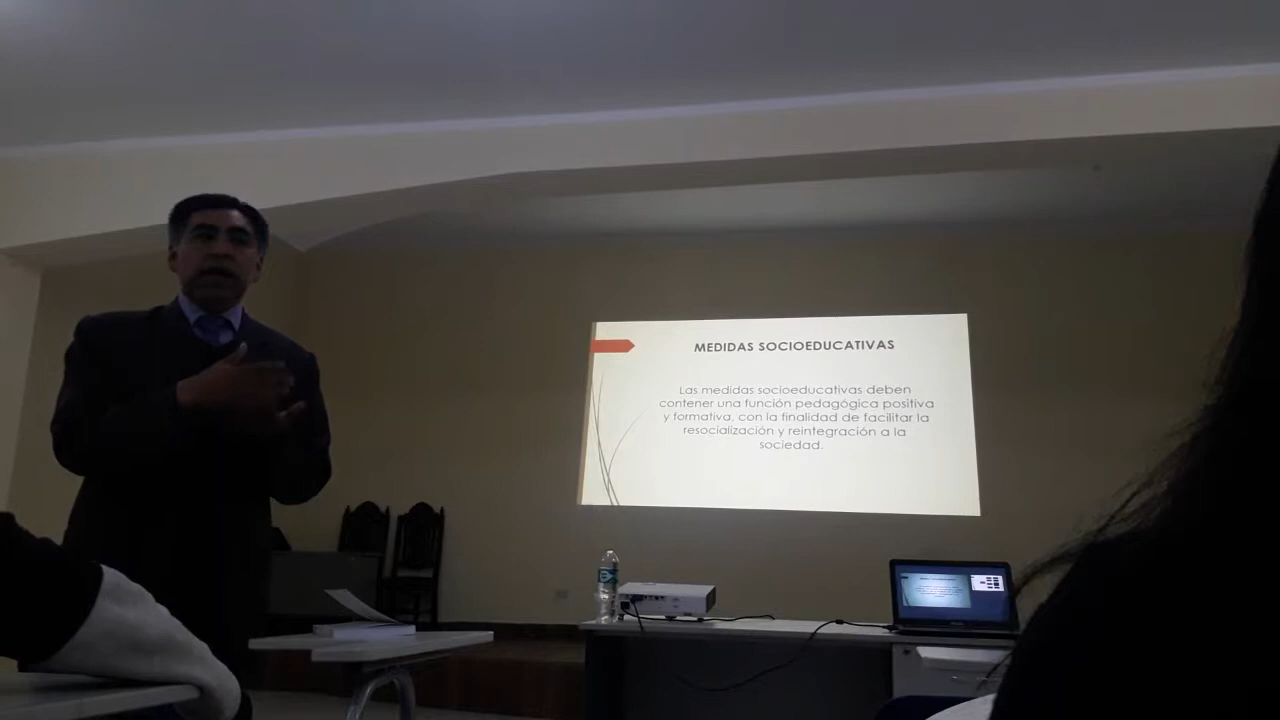 MEDIDAS SOCIOEDUCATIVAS
Las medidas socioeducativas deben
contener una función pedagógica positiva
y formativa, con la finalidad de facilitar la
resocialización y reintegración a la
sociedad.